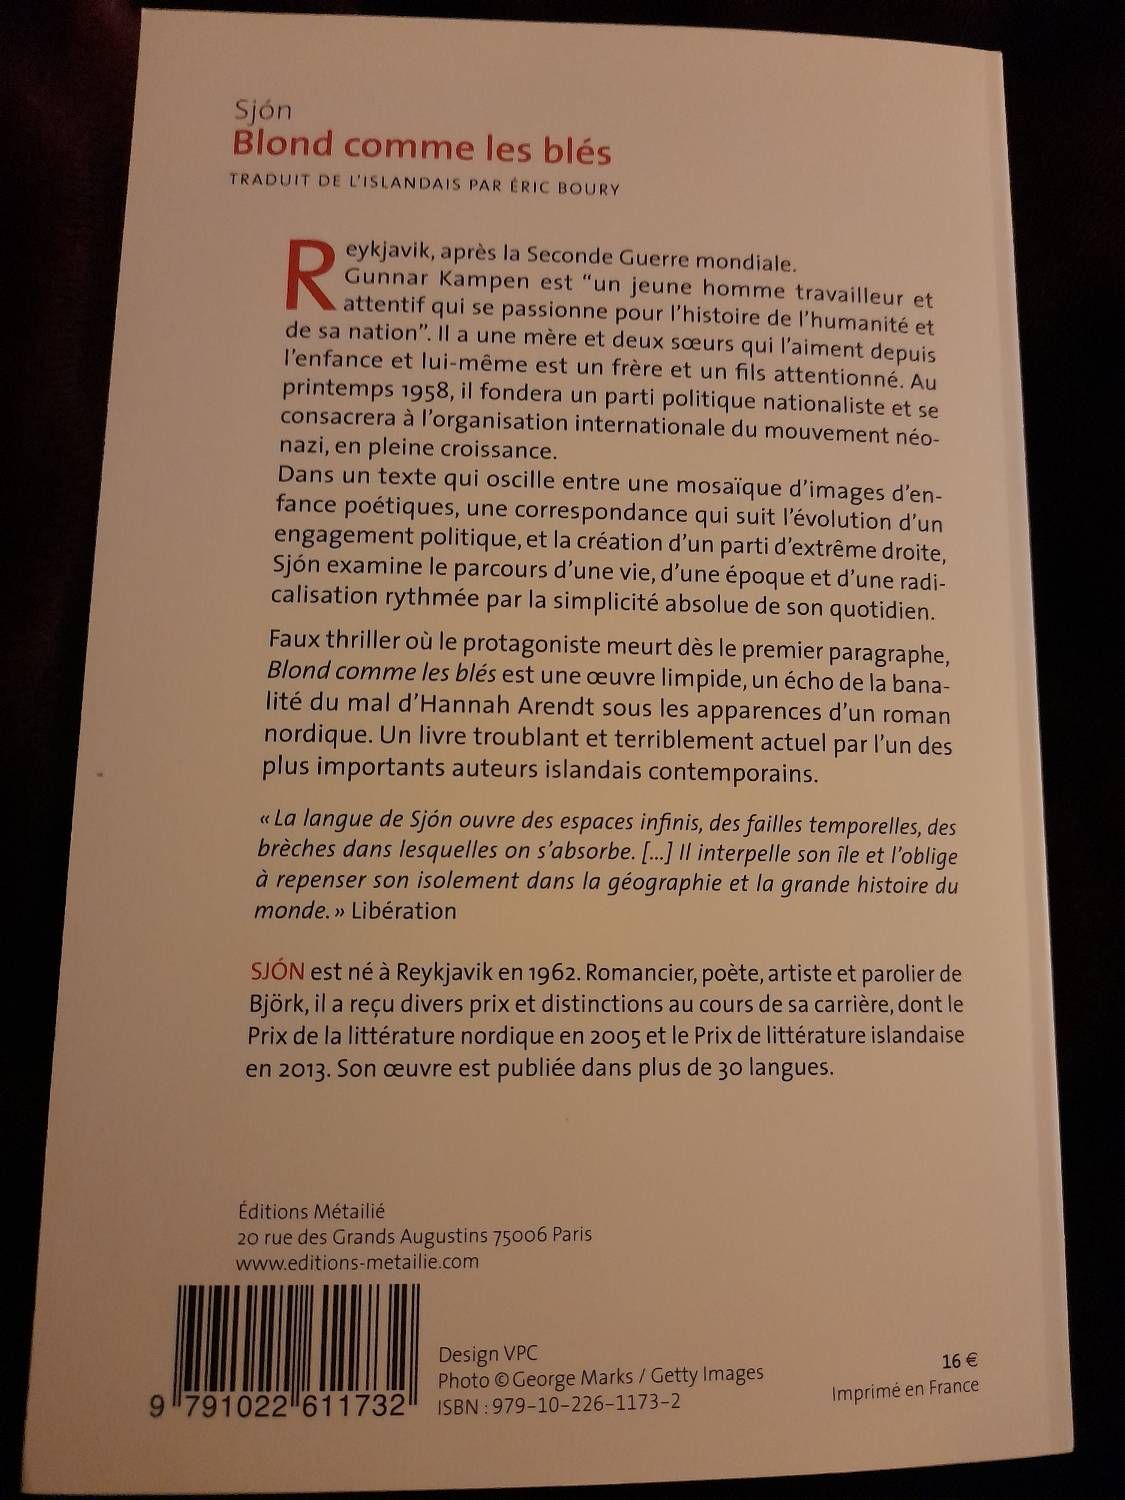 Sjón
Blond comme les blés
TRADUIT DE L'ISLANDAIS PAR ÉRIC BOURY
Reykjavik, après la Seconde Guerre mondiale.
Gunnar Kampen est “un jeune homme travailleur et
attentif qui se passionne pour l'histoire de l'humanité et
de sa nation”. Il a une mère et deux sœurs qui l'aiment depuis
l'enfance et lui-même est un frère et un fils attentionné. Au
printemps 1958, il fondera un parti politique nationaliste et se
consacrera à l'organisation internationale du mouvement néo-
nazi, en pleine croissance.
Dans un texte qui oscille entre une mosaïque d'images d'en-
fance poétiques, une correspondance qui suit l'évolution d'un
engagement politique, et la création d'un parti d'extrême droite,
Sjón examine le parcours d'une vie, d'une époque et d'une radi-
calisation rythmée par la simplicité absolue de son quotidien.
Faux thriller où le protagoniste meurt dès le premier paragraphe,
Blond comme les blés est une œuvre limpide, un écho de la bana-
lité du mal d'Hannah Arendt sous les apparences d'un roman
nordique. Un livre troublant et terriblement actuel par l'un des
plus importants auteurs islandais contemporains.
« La langue de Sjón ouvre des espaces infinis, des failles temporelles, des
brèches dans lesquelles on s'absorbe. [...] Il interpelle son île et l'oblige
à repenser son isolement dans la géographie et la grande histoire du
monde. » Libération
SJÓN est né à Reykjavik en 1962. Romancier, poète, artiste et parolier de
Björk, il a reçu divers prix et distinctions au cours de sa carrière, dont le
Prix de la littérature nordique en 2005 et le Prix de littérature islandaise
en 2013. Son œuvre est publiée dans plus de 30 langues.
Éditions Métailié
20 rue des Grands Augustins 75006 Paris
www.editions-metailie.com
Design VPC
Photo © George Marks / Getty Images
ISBN : 979-10-226-1173-2
9 791022 611732
16 €
Imprimé en France